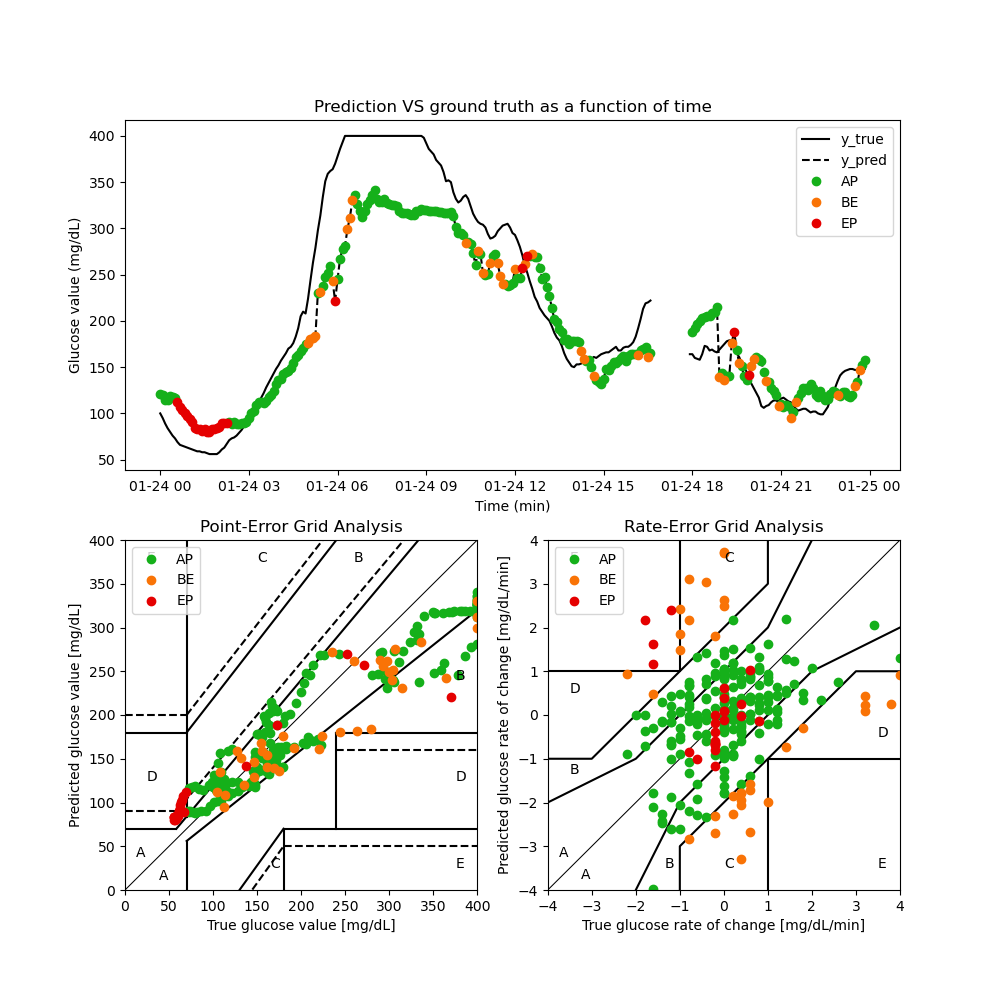 Prediction VS ground truth as a function of time
Glucose value (mg/dL)
400
350
300
250
200
150
100
50
y_true
y_pred
AP
BE
EP
01-24 00 01-24 03 01-24 06 01-24 09 01-24 12 01-24 15 01-24 18 01-24 21 01-25 00
Time (min)
Point-Error Grid Analysis
Predicted glucose value [mg/dL]
400
350
300
250
200
150
100
50
0
AP
BE
EP
C
B
B
D
D
A
A
C
E
0 50 100 150 200 250 300 350 400
True glucose value [mg/dL]
Rate-Error Grid Analysis
Predicted glucose rate of change [mg/dL/min]
4
3
2
1
0
−1
−2
−3
−4
AP
BE
EP
C
D
D
B
A
A
B
C
E
−4 −3 −2 −1 0 1 2 3 4
True glucose rate of change [mg/dL/min]